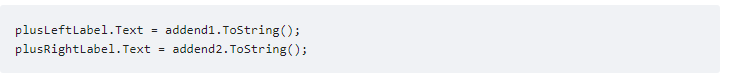 plusLeftLabel.Text = addend1.ToString();
plusRightLabel.Text = addend2.ToString();